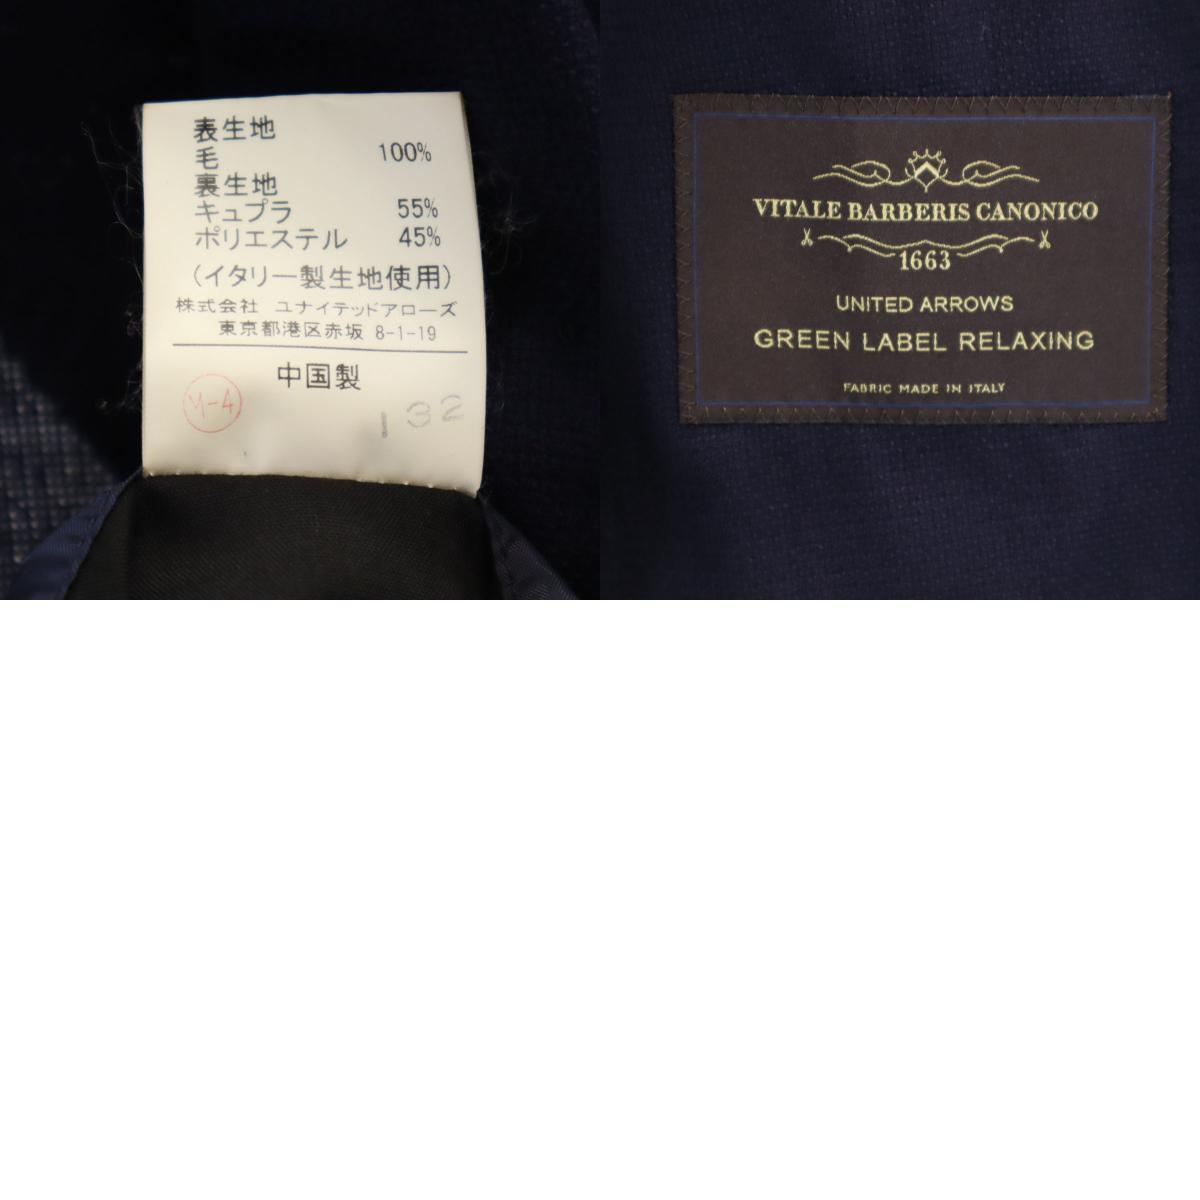 表生地
毛 100%
裏生地
キュプラ 55%
ポリエステル 45%
(イタリー製生地使用)
株式会社 ユナイテッドアローズ
東京都港区赤坂 8-1-19
中国製
M-4
132
VITALE BARBERIS CANONICO
1663
UNITED ARROWS
GREEN LABEL RELAXING
FABRIC MADE IN ITALY